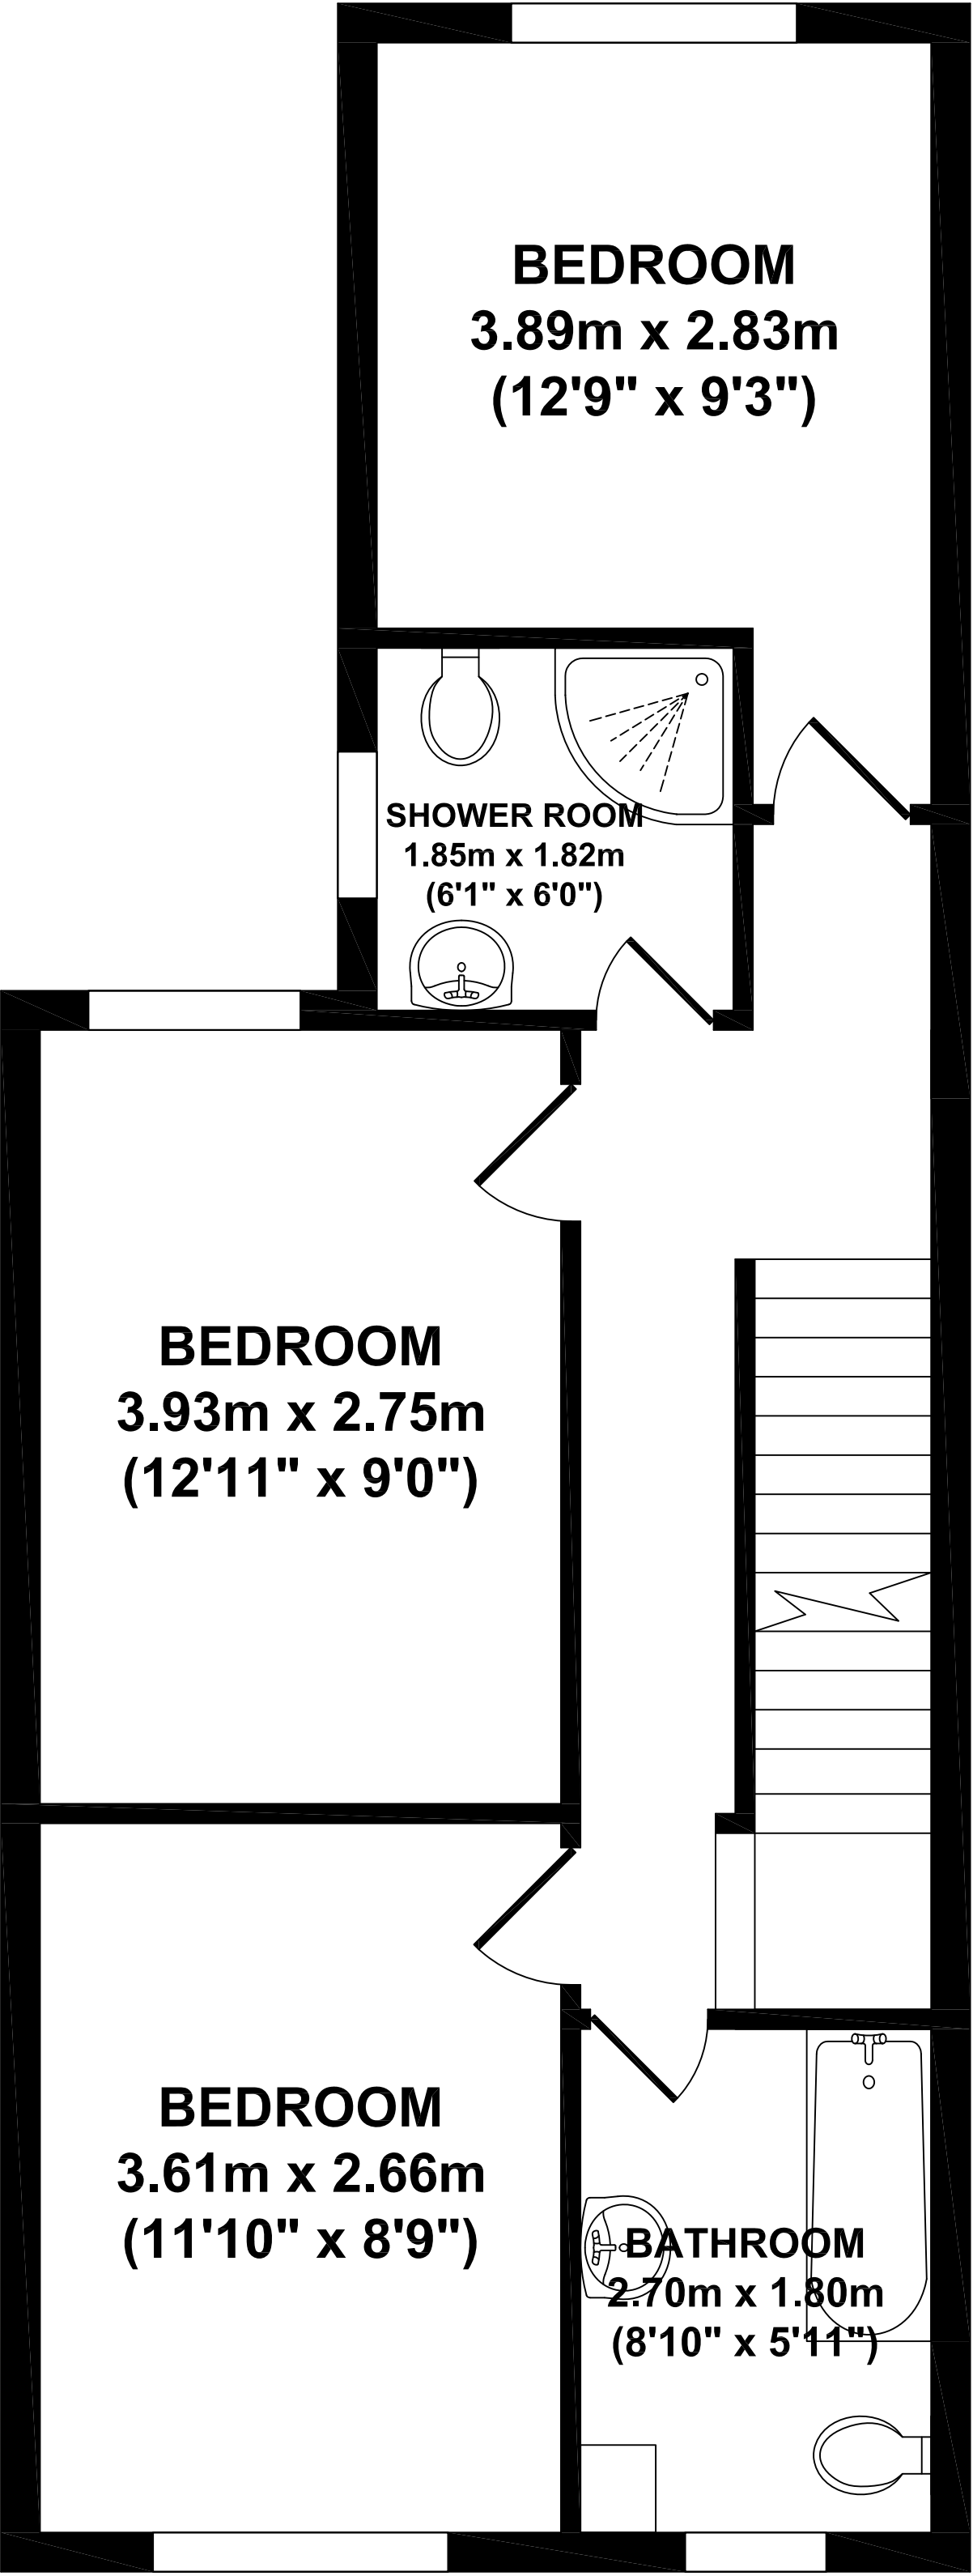 BEDROOM
3.89m x 2.83m
(12'9" x 9'3")
SHOWER ROOM
1.85m x 1.82m
(6'1" x 6'0")
BEDROOM
3.93m x 2.75m
(12'11" x 9'0")
BEDROOM
3.61m x 2.66m
(11'10" x 8'9")
BATHROOM
2.70m x 1.80m
(8'10" x 5'11")